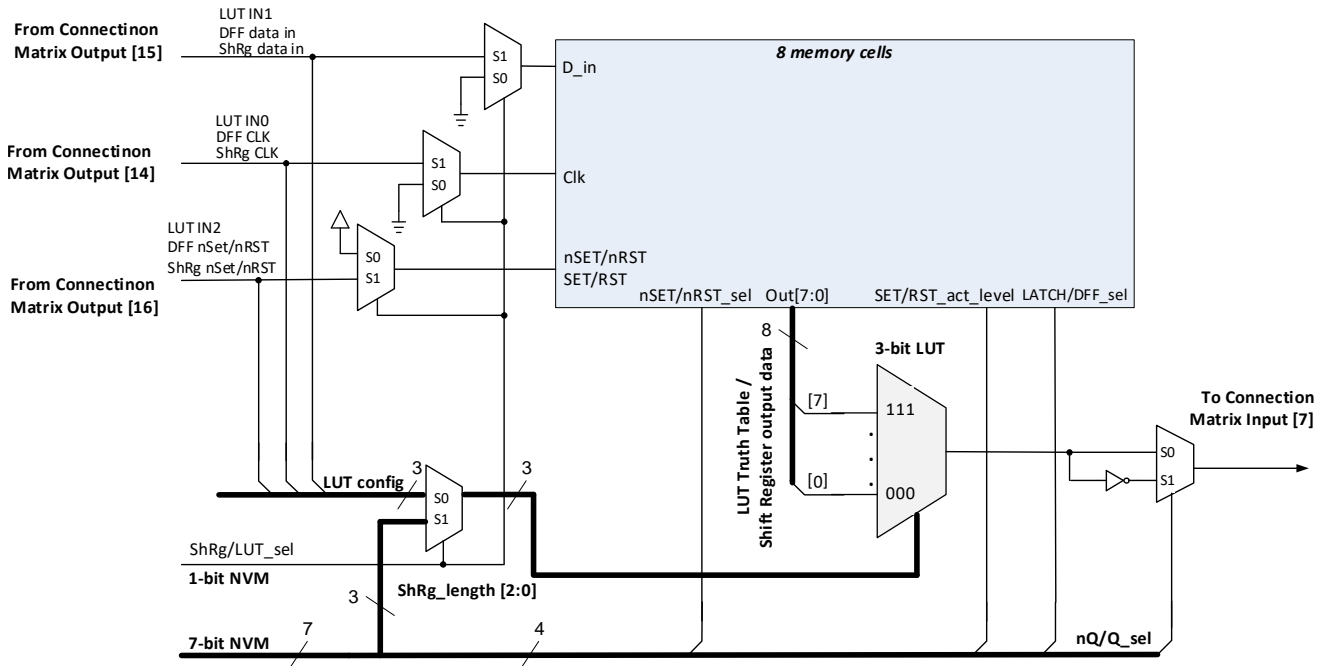 From Connectinon
Matrix Output [15]
LUT IN1
DFF data in
ShRg data in
S1
S0
D_in
8 memory cells
From Connectinon
Matrix Output [14]
LUT IN0
DFF CLK
ShRg CLK
S1
S0
Clk
From Connectinon
Matrix Output [16]
LUT IN2
DFF nSet/nRST
ShRg nSet/nRST
S0
S1
nSET/nRST
SET/RST
nSET/nRST_sel
Out[7:0]
SET/RST_act_level
LATCH/DFF_sel
8
LUT Truth Table /
Shift Register output data
3-bit LUT
[7]
111
[0]
000
To Connection
Matrix Input [7]
S0
S1
LUT config
3
S0
S1
3
ShRg/LUT_sel
1-bit NVM
3
ShRg_length [2:0]
7-bit NVM
7
4
nQ/Q_sel